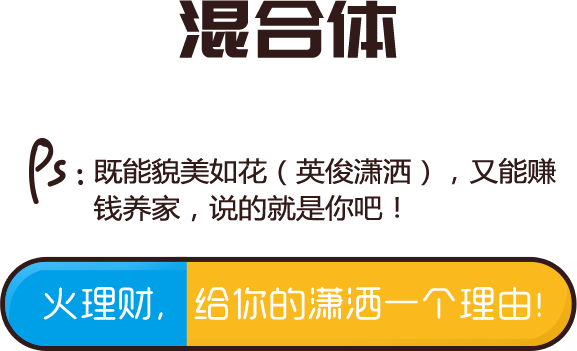 混合体
Ps：既能貌美如花（英俊潇洒），又能赚
钱养家，说的就是你吧！
火理财，给你的潇洒一个理由！